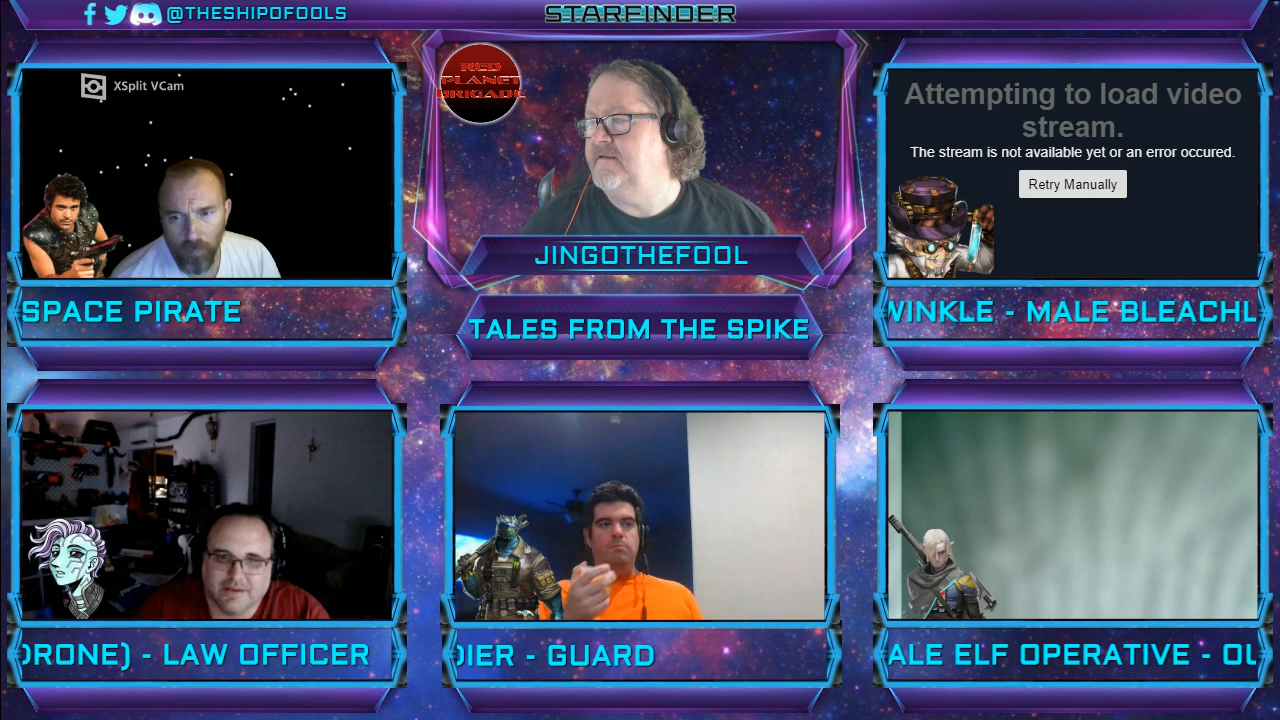 @THESHIPOFFOOLS
STARFINDER
XSplit VCam
RED
PLANET
BRIGADE
JINGOTHEFOOL
Attempting to load video
stream.
The stream is not available yet or an error occured.
Retry Manually
SPACE PIRATE
TALES FROM THE SPIKE
WINKLE - MALE BLEACHL
DRONE) - LAW OFFICER
DIER - GUARD
ALE ELF OPERATIVE - OU